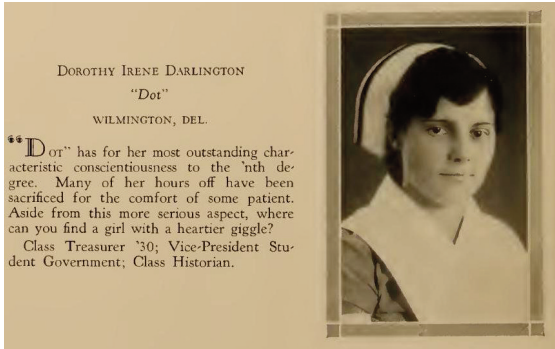 DOROTHY IRENE DARLINGTON
"Dot"
WILMINGTON, DEL.
"DOT" has for her most outstanding char-
acteristic conscientiousness to the 'nth de-
gree. Many of her hours off have been
sacrificed for the comfort of some patient.
Aside from this more serious aspect, where
can you find a girl with a heartier giggle?
Class Treasurer '30; Vice-President Stu-
dent Government; Class Historian.